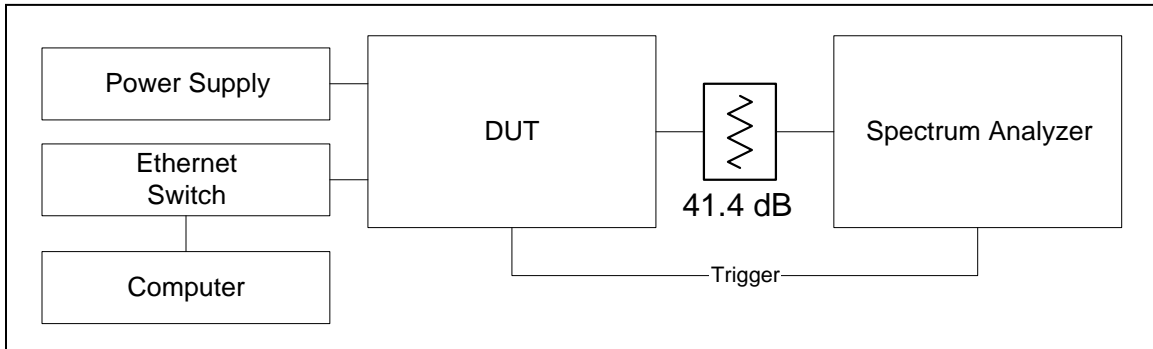 Power Supply
Ethernet
Switch
Computer
DUT
41.4 dB
Spectrum Analyzer
Trigger